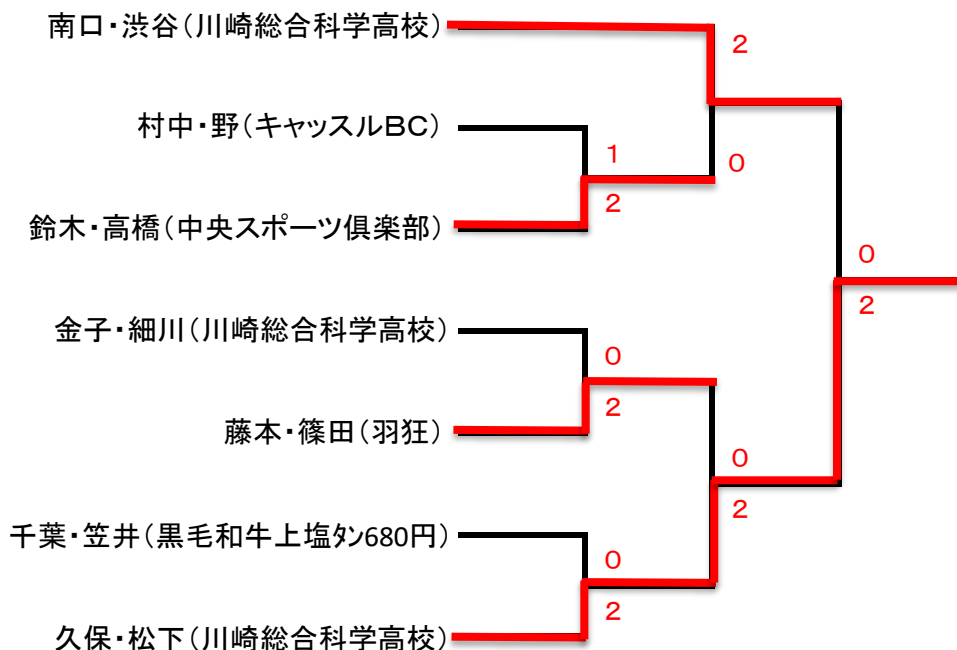 南口・渋谷(川崎総合科学高校)
2
村中・野(キャッスルBC)
1
0
2
鈴木・高橋(中央スポーツ倶楽部)
0
2
金子・細川(川崎総合科学高校)
0
2
藤本・篠田(羽狂)
0
2
千葉・笠井(黒毛和牛上塩タン680円)
0
2
久保・松下(川崎総合科学高校)